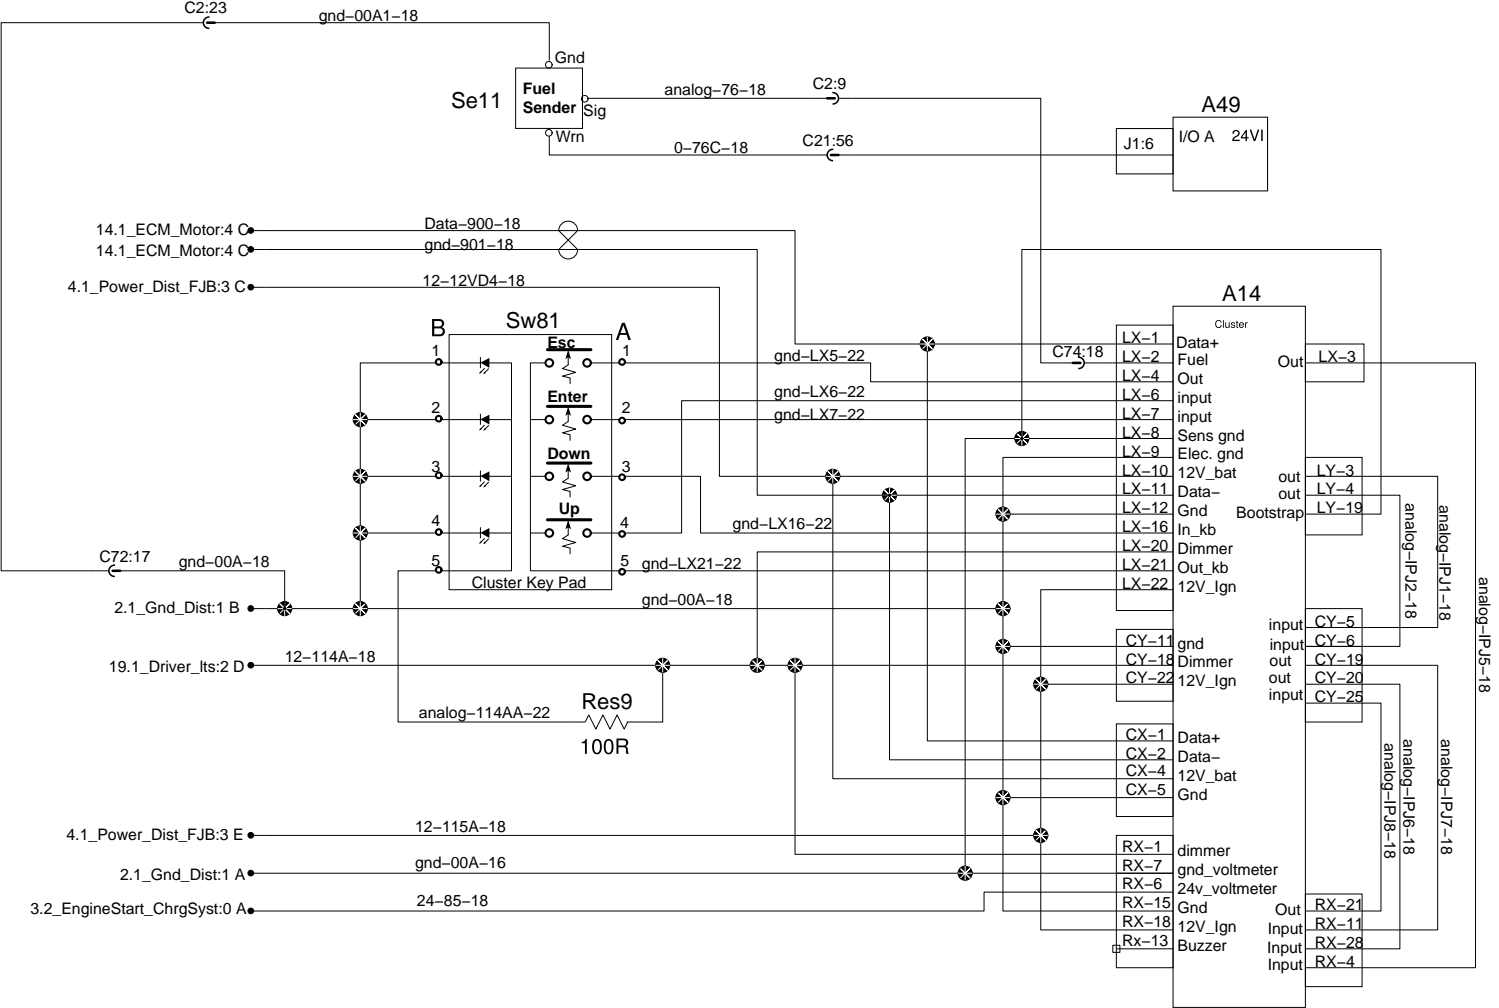 C2:23
gnd-00A1-18
Gnd
Se11
Fuel
Sender
Sig
Wrn
analog-76-18
C2:9
0-76C-18
C21:56
A49
J1:6
I/O A
24VI
14.1_ECM_Motor:4 C
Data-900-18
14.1_ECM_Motor:4 C
gnd-901-18
4.1_Power_Dist_FJB:3 C
12-12VD4-18
B
Sw81
A
1
Esc
1
gnd-LX5-22
2
Enter
2
gnd-LX6-22
gnd-LX7-22
3
Down
3
4
Up
4
gnd-LX16-22
5
5
gnd-LX21-22
Cluster Key Pad
C72:17
gnd-00A-18
2.1_Gnd_Dist:1 B
gnd-00A-18
19.1_Driver_lts:2 D
12-114A-18
analog-114AA-22
Res9
100R
4.1_Power_Dist_FJB:3 E
12-115A-18
2.1_Gnd_Dist:1 A
gnd-00A-16
3.2_EngineStart_ChrgSyst:0 A
24-85-18
C74:18
A14
Cluster
LX-1 Data+
LX-2 Fuel
LX-4 Out
LX-6 input
LX-7 input
LX-8 Sens gnd
LX-9 Elec. gnd
LX-10 12V_bat
LX-11 Data-
LX-12 Gnd
LX-16 In_kb
LX-20 Dimmer
LX-21 Out_kb
LX-22 12V_Ign
CY-11 gnd
CY-18 Dimmer
CY-22 12V_Ign
CX-1 Data+
CX-2 Data-
CX-4 12V_bat
CX-5 Gnd
RX-1 dimmer
RX-7 gnd_voltmeter
RX-6 24v_voltmeter
RX-15 Gnd
RX-18 12V_Ign
Rx-13 Buzzer
Out LX-3
out LY-3
out LY-4
Bootstrap LY-19
input CY-5
input CY-6
out CY-19
out CY-20
input CY-25
Out RX-21
Input RX-11
Input RX-28
Input RX-4
analog-IPJ2-18
analog-IPJ1-18
analog-IPJ5-18
analog-IPJ8-18
analog-IPJ6-18
analog-IPJ7-18